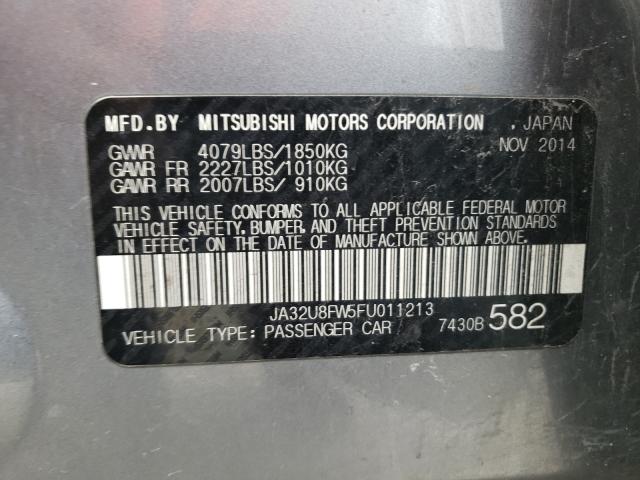 MFD.BY MITSUBISHI MOTORS CORPORATION , JAPAN
NOV 2014
GVWR 4079LBS/1850KG
GAWR FR 2227LBS/1010KG
GAWR RR 2007LBS/ 910KG
THIS VEHICLE CONFORMS TO ALL APPLICABLE FEDERAL MOTOR
VEHICLE SAFETY, BUMPER, AND THEFT PREVENTION STANDARDS
IN EFFECT ON THE DATE OF MANUFACTURE SHOWN ABOVE.
JA32U8FW5FU011213
VEHICLE TYPE: PASSENGER CAR 7430B 582